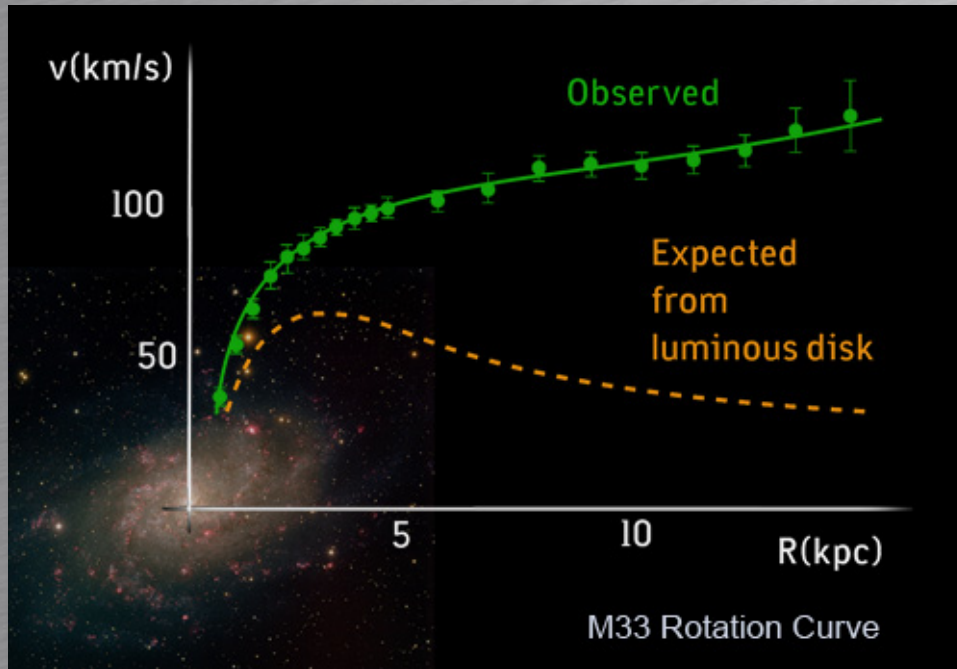 v(km/s)
Observed
100
Expected
from
luminous disk
50
5
10
R(kpc)
M33 Rotation Curve